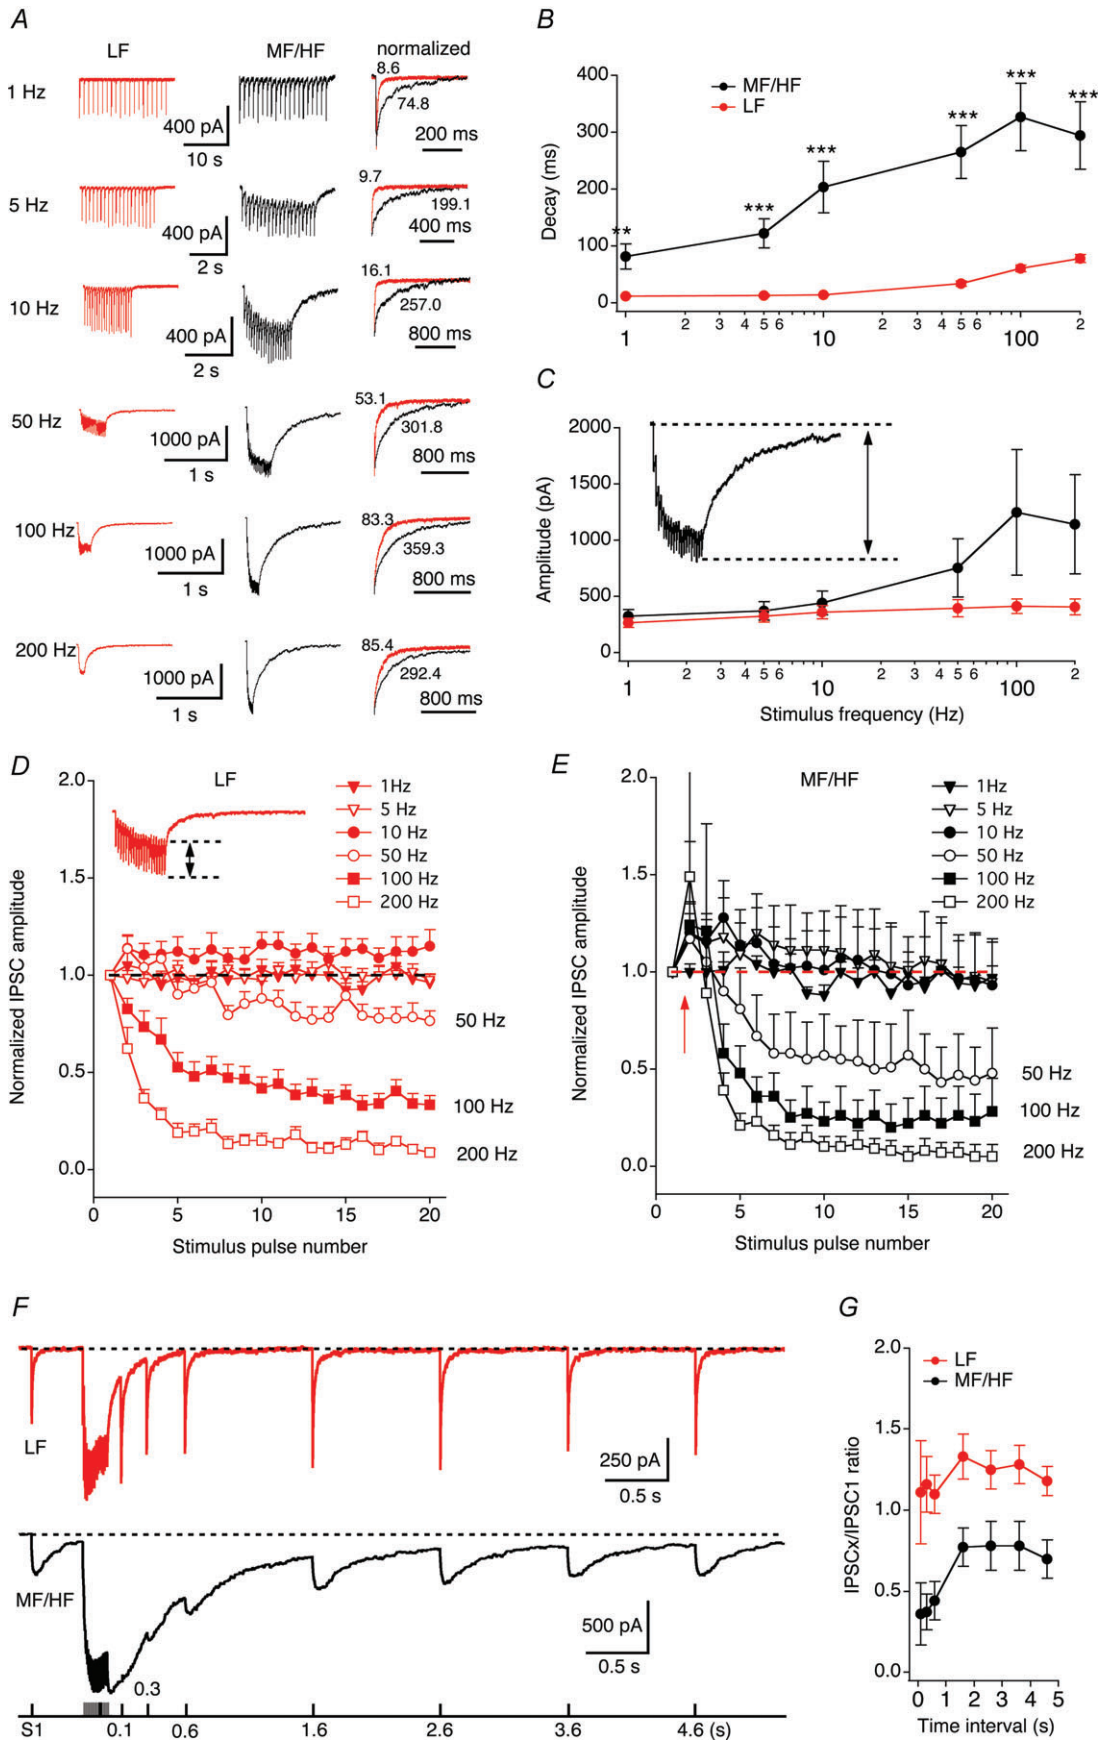 A
LF
MF/HF
normalized
1 Hz
400 pA
10 s
8.6
74.8
200 ms
5 Hz
400 pA
2 s
9.7
199.1
400 ms
10 Hz
400 pA
2 s
16.1
257.0
800 ms
50 Hz
1000 pA
1 s
53.1
301.8
800 ms
100 Hz
1000 pA
1 s
83.3
359.3
800 ms
200 Hz
1000 pA
1 s
85.4
292.4
800 ms
B
MF/HF
LF
Decay (ms)
400
300
200
100
0
** *** *** *** *** ***
1 2 3 4 5 6 10 2 3 4 5 6 100 2
C
Amplitude (pA)
2000
1500
1000
500
0
1 2 3 4 5 6 10 2 3 4 5 6 100 2
Stimulus frequency (Hz)
D
LF
1Hz
5 Hz
10 Hz
50 Hz
100 Hz
200 Hz
Normalized IPSC amplitude
2.0
1.5
1.0
0.5
0.0
50 Hz
100 Hz
200 Hz
0 5 10 15 20
Stimulus pulse number
E
MF/HF
1Hz
5 Hz
10 Hz
50 Hz
100 Hz
200 Hz
Normalized IPSC amplitude
2.0
1.5
1.0
0.5
0.0
50 Hz
100 Hz
200 Hz
0 5 10 15 20
Stimulus pulse number
F
LF
250 pA
0.5 s
MF/HF
500 pA
0.5 s
0.3
S1 0.1 0.6 1.6 2.6 3.6 4.6 (s)
G
LF
MF/HF
IPSCx/IPSC1 ratio
2.0
1.5
1.0
0.5
0.0
0 1 2 3 4 5
Time interval (s)